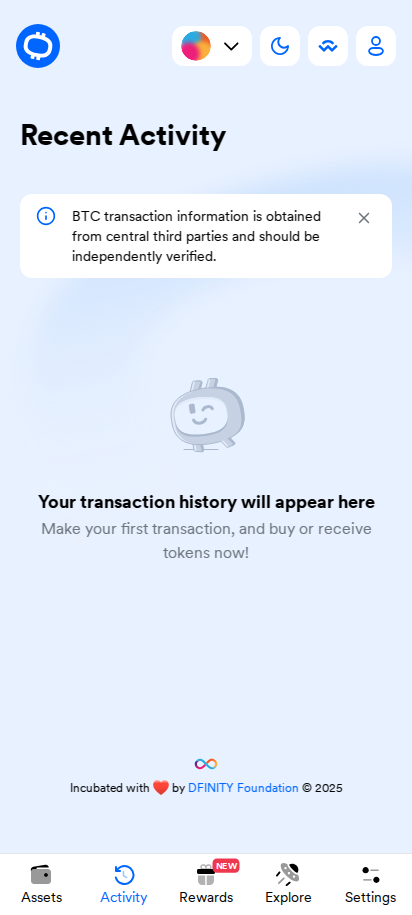 Recent Activity
BTC transaction information is obtained
from central third parties and should be
independently verified.
Your transaction history will appear here
Make your first transaction, and buy or receive
tokens now!
Incubated with ❤️ by DFINITY Foundation © 2025
NEW
Assets Activity Rewards Explore Settings